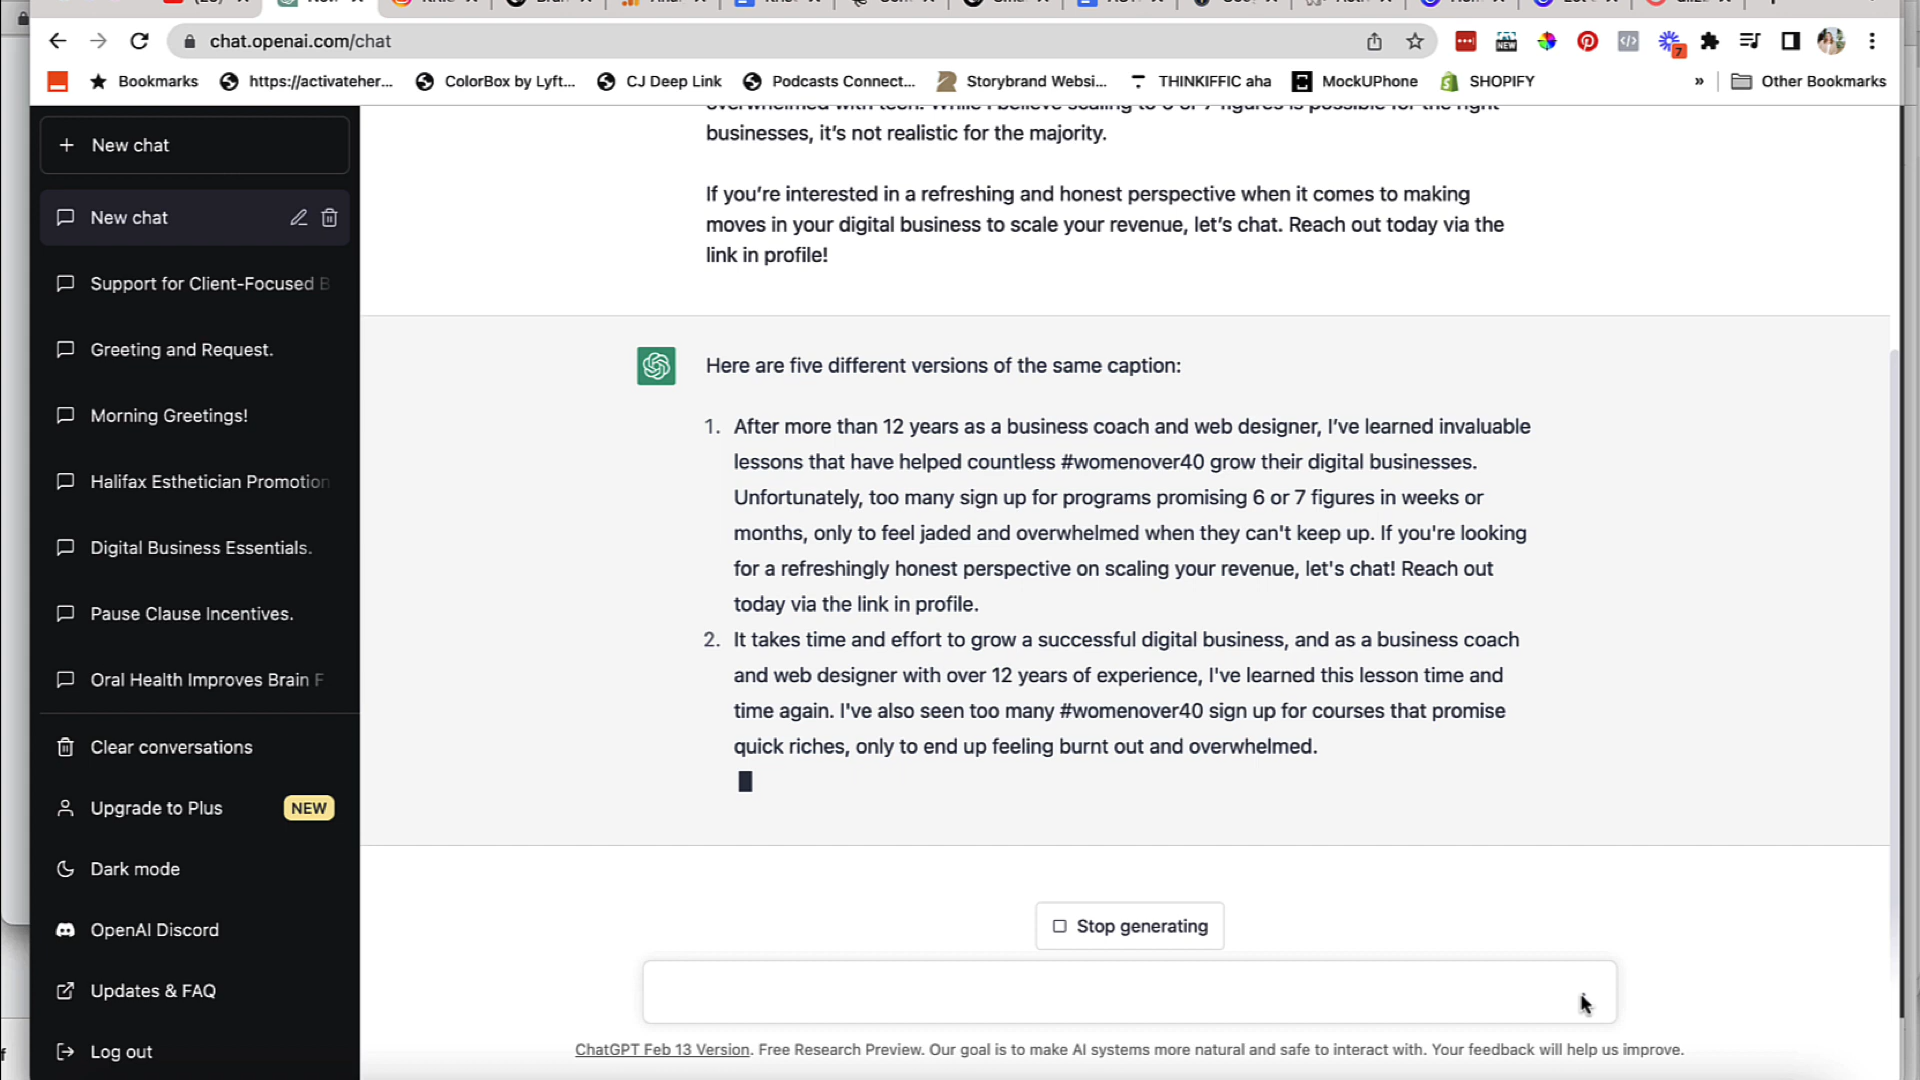 chat.openai.com/chat
NEW
7
Bookmarks
https://activateher...
ColorBox by Lyft...
CJ Deep Link
Podcasts Connect...
Storybrand Websi...
THINKIFFIC aha
MockUPhone
SHOPIFY
»
Other Bookmarks
New chat
New chat
Support for Client-Focused B
Greeting and Request.
Morning Greetings!
Halifax Esthetician Promotion
Digital Business Essentials.
Pause Clause Incentives.
Oral Health Improves Brain F
Clear conversations
Upgrade to Plus NEW
Dark mode
OpenAI Discord
Updates & FAQ
Log out
businesses, it’s not realistic for the majority.
If you’re interested in a refreshing and honest perspective when it comes to making
moves in your digital business to scale your revenue, let’s chat. Reach out today via the
link in profile!
Here are five different versions of the same caption:
1. After more than 12 years as a business coach and web designer, I’ve learned invaluable
lessons that have helped countless #womenover40 grow their digital businesses.
Unfortunately, too many sign up for programs promising 6 or 7 figures in weeks or
months, only to feel jaded and overwhelmed when they can't keep up. If you're looking
for a refreshingly honest perspective on scaling your revenue, let's chat! Reach out
today via the link in profile.
2. It takes time and effort to grow a successful digital business, and as a business coach
and web designer with over 12 years of experience, I've learned this lesson time and
time again. I've also seen too many #womenover40 sign up for courses that promise
quick riches, only to end up feeling burnt out and overwhelmed.
Stop generating
ChatGPT Feb 13 Version. Free Research Preview. Our goal is to make AI systems more natural and safe to interact with. Your feedback will help us improve.